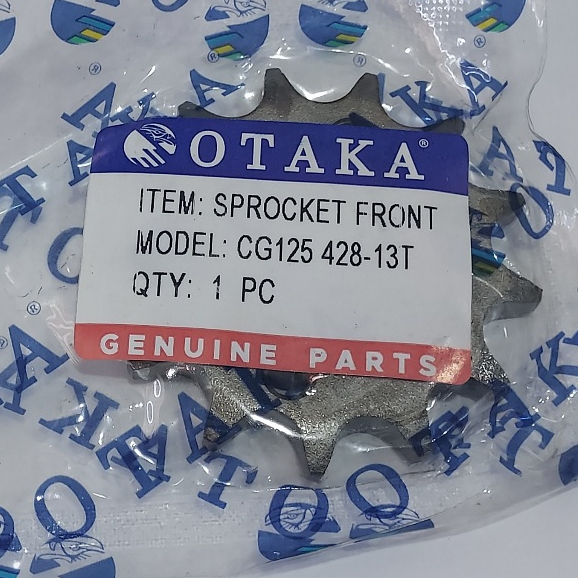 OTAKA®
ITEM: SPROCKET FRONT
MODEL: CG125 428-13T
QTY: 1 PC
GENUINE PARTS